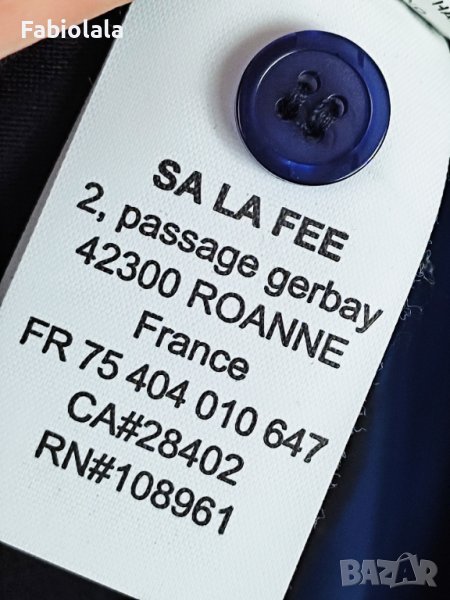 Fabiolala
SA LA FEE
2, passage gerbay
42300 ROANNE
France
FR 75 404 010 647
CA#28402
RN#108961
BAZAR